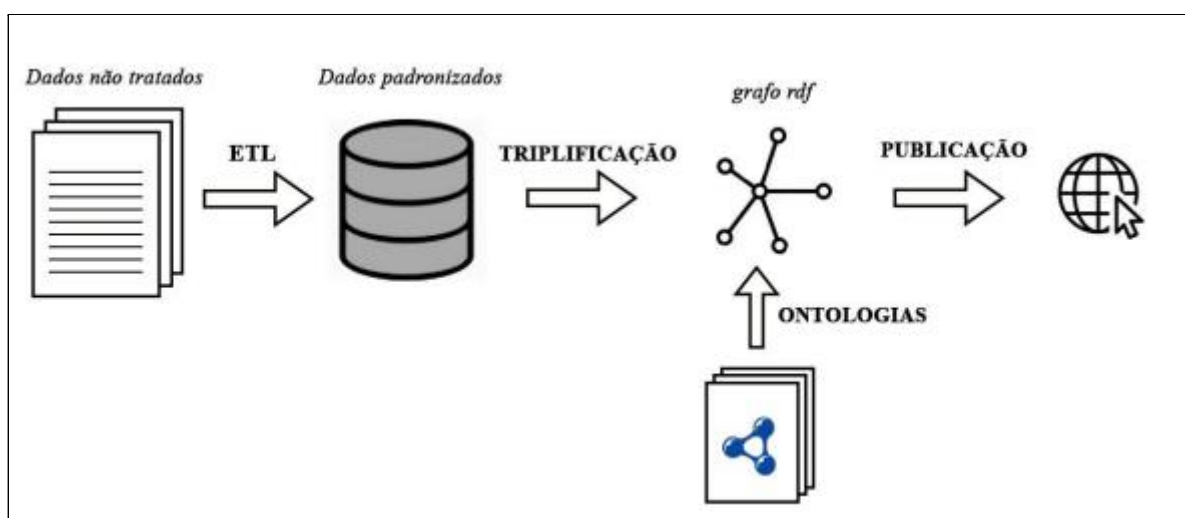 Dados não tratados
Dados padronizados
grafo rdf
ETL
TRIPLIFICAÇÃO
PUBLICAÇÃO
ONTOLOGIAS